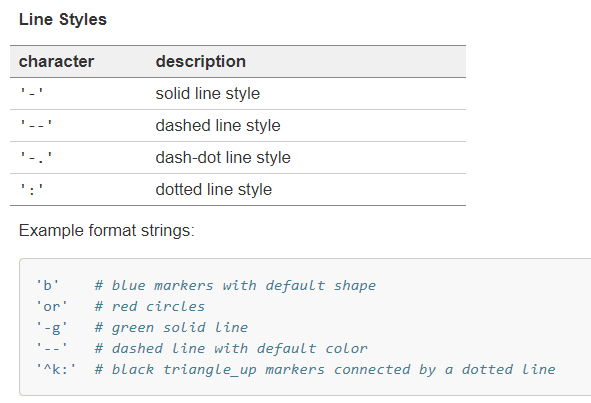 Line Styles
character description
'-' solid line style
'--' dashed line style
'-.' dash-dot line style
':' dotted line style
Example format strings:
'b' # blue markers with default shape
'or' # red circles
'-g' # green solid line
'--' # dashed line with default color
'^k:' # black triangle_up markers connected by a dotted line